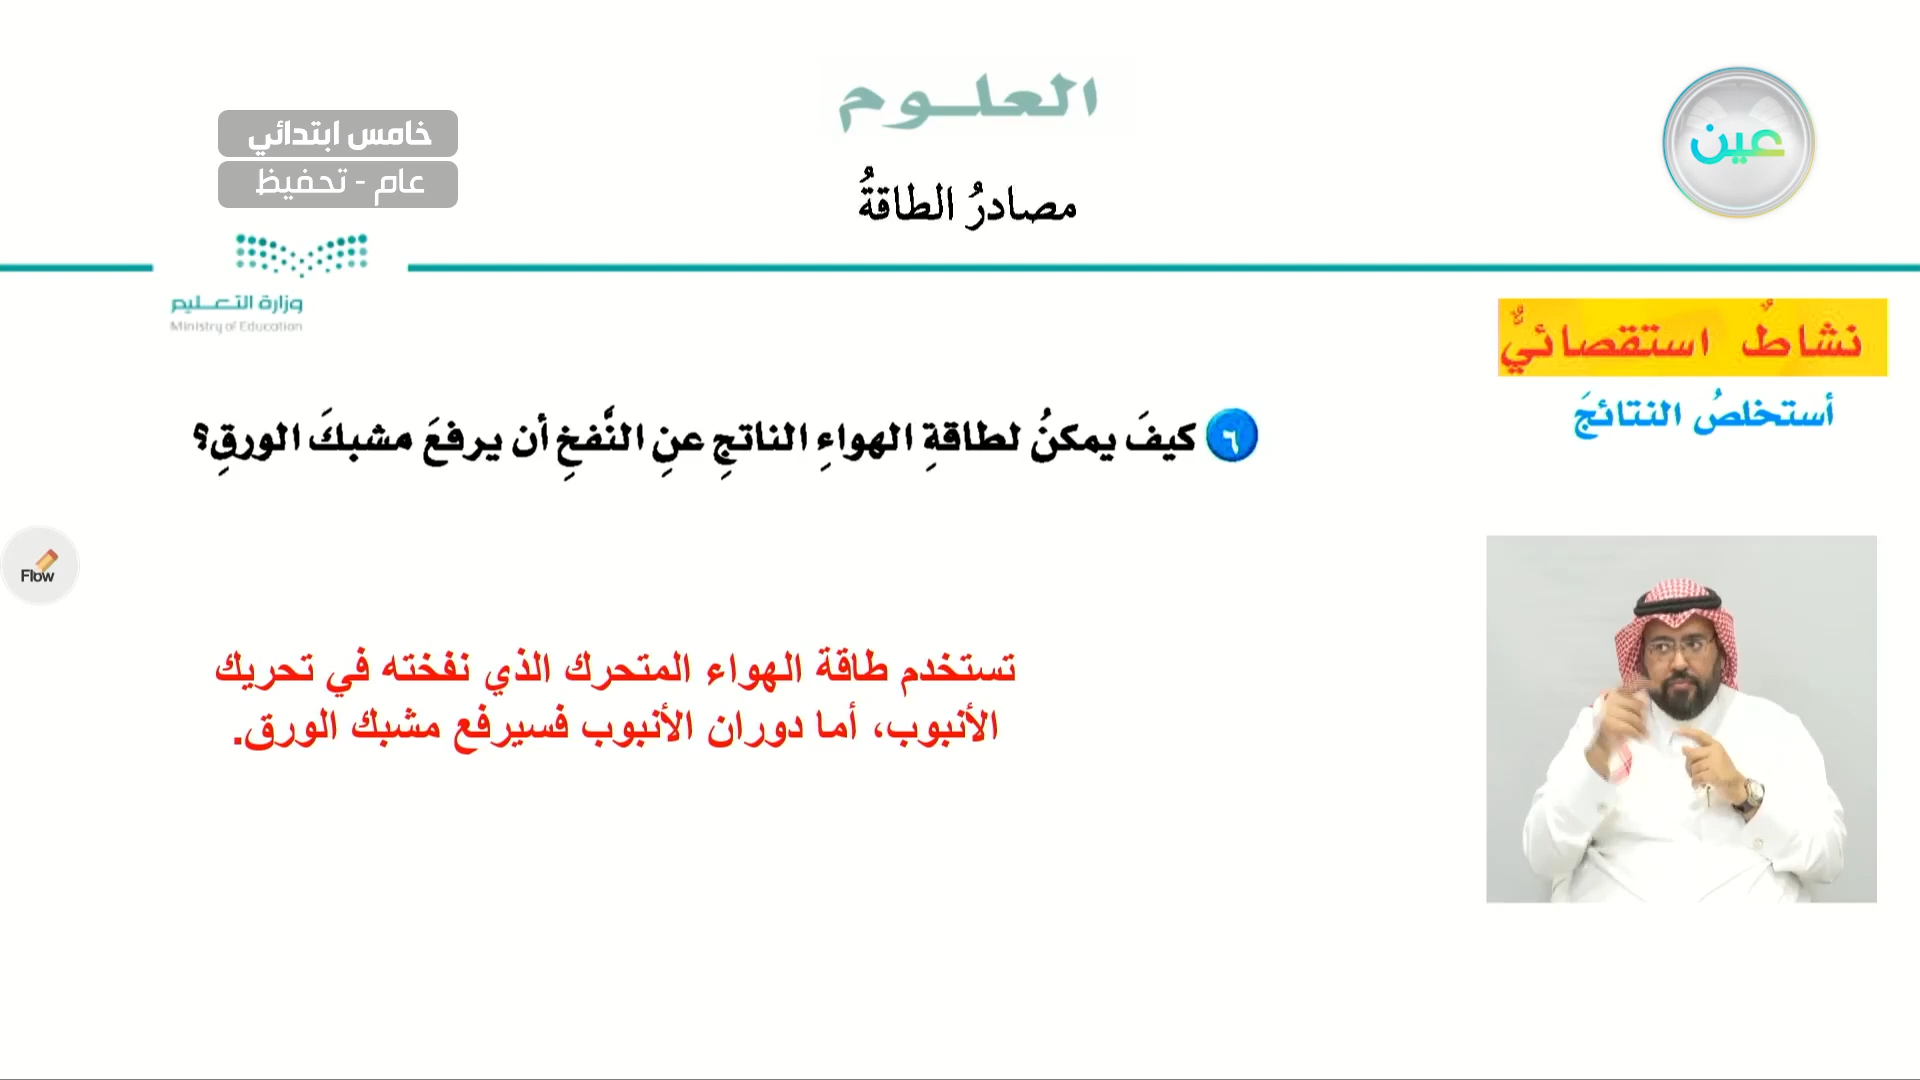 العلوم
خامس ابتدائي
عام - تحفيظ
عين
مصادرُ الطاقةُ
وزارة التعليم
Ministry of Education
نشاطٌ استقصائيٌّ
أستخلصُ النتائجَ
٦ كيفَ يمكنُ لطاقةِ الهواءِ الناتجِ عنِ النَّفخِ أن يرفعَ مشبكَ الورقِ؟
Flow
تستخدم طاقة الهواء المتحرك الذي نفخته في تحريك
الأنبوب، أما دوران الأنبوب فسيرفع مشبك الورق.